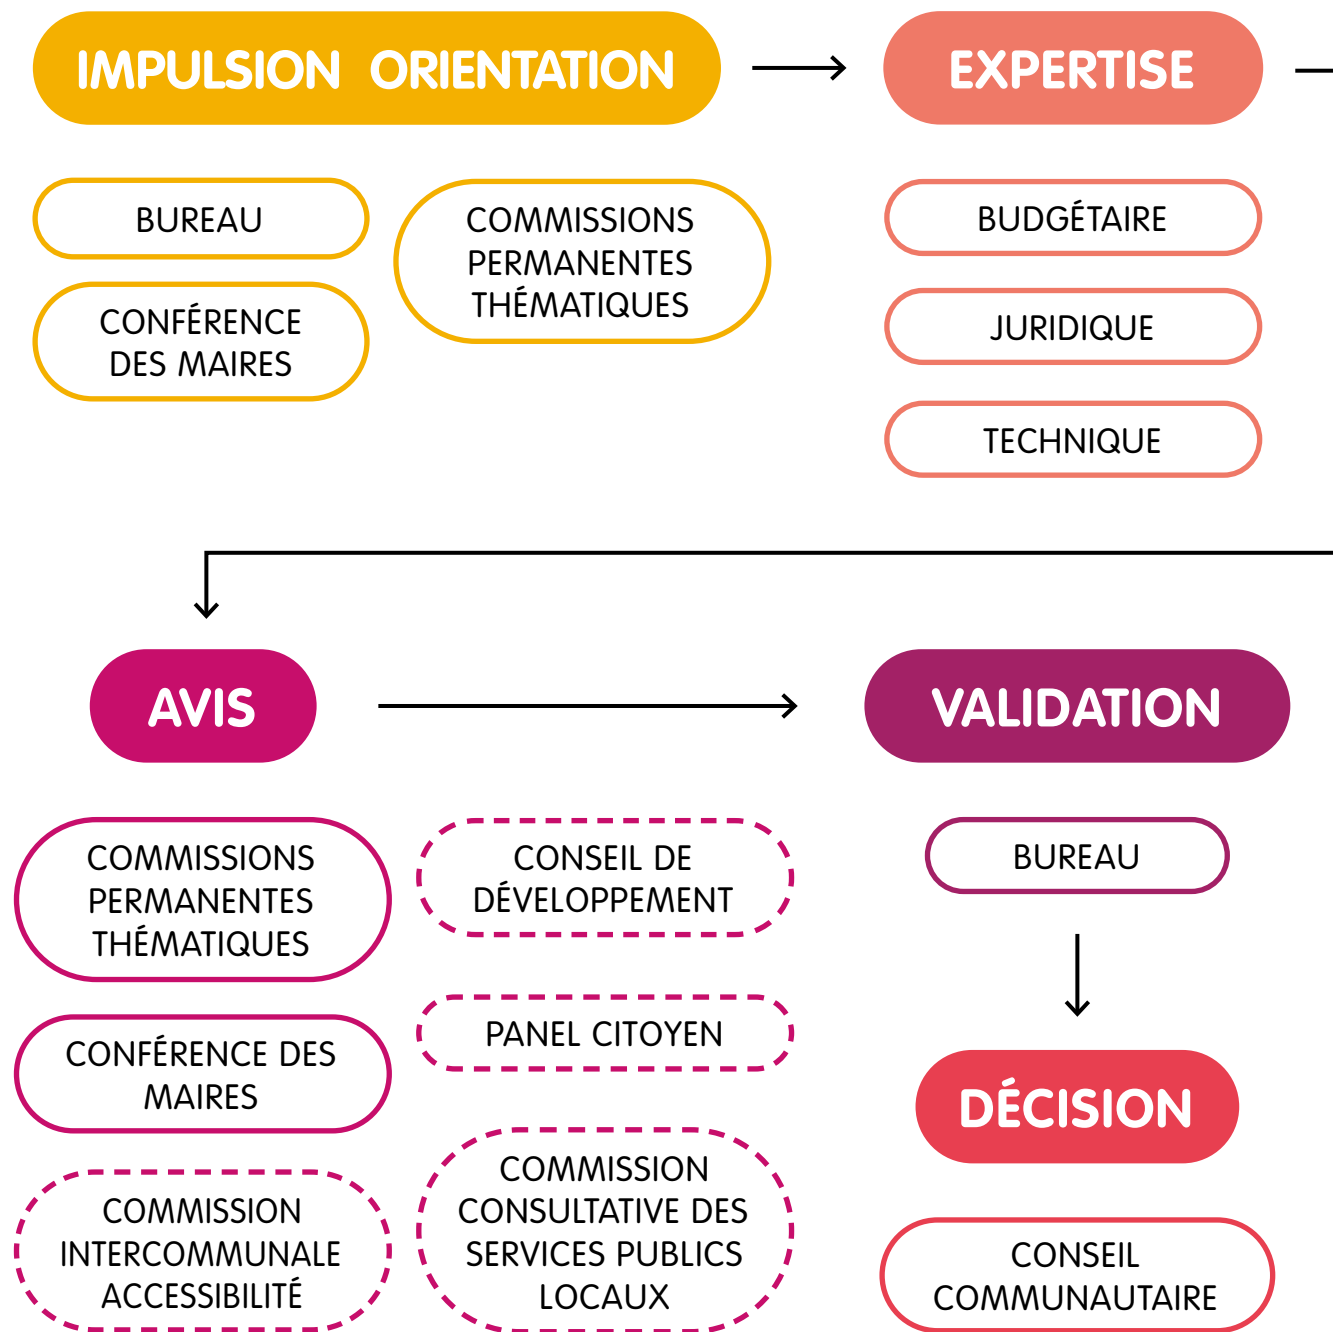 IMPULSION ORIENTATION
BUREAU
CONFÉRENCE
DES MAIRES
COMMISSIONS
PERMANENTES
THÉMATIQUES
EXPERTISE
BUDGÉTAIRE
JURIDIQUE
TECHNIQUE
AVIS
COMMISSIONS
PERMANENTES
THÉMATIQUES
CONFÉRENCE DES
MAIRES
COMMISSION
INTERCOMMUNALE
ACCESSIBILITÉ
CONSEIL DE
DÉVELOPPEMENT
PANEL CITOYEN
COMMISSION
CONSULTATIVE DES
SERVICES PUBLICS
LOCAUX
VALIDATION
BUREAU
DÉCISION
CONSEIL
COMMUNAUTAIRE